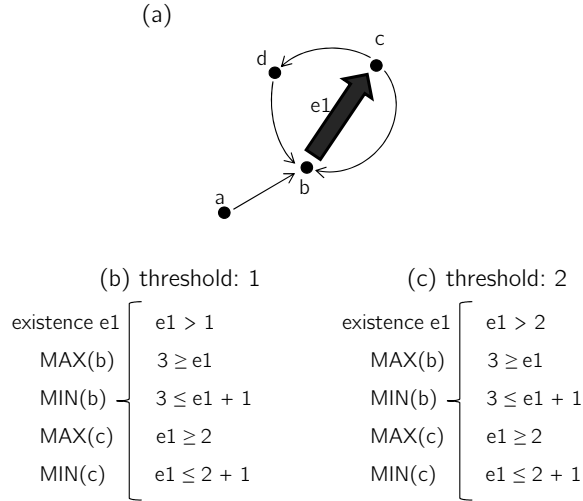 (a)
c
d
e1
b
a
(b) threshold: 1
existence e1 e1 > 1
MAX(b) 3 ≥ e1
MIN(b) 3 ≤ e1 + 1
MAX(c) e1 ≥ 2
MIN(c) e1 ≤ 2 + 1
(c) threshold: 2
existence e1 e1 > 2
MAX(b) 3 ≥ e1
MIN(b) 3 ≤ e1 + 1
MAX(c) e1 ≥ 2
MIN(c) e1 ≤ 2 + 1